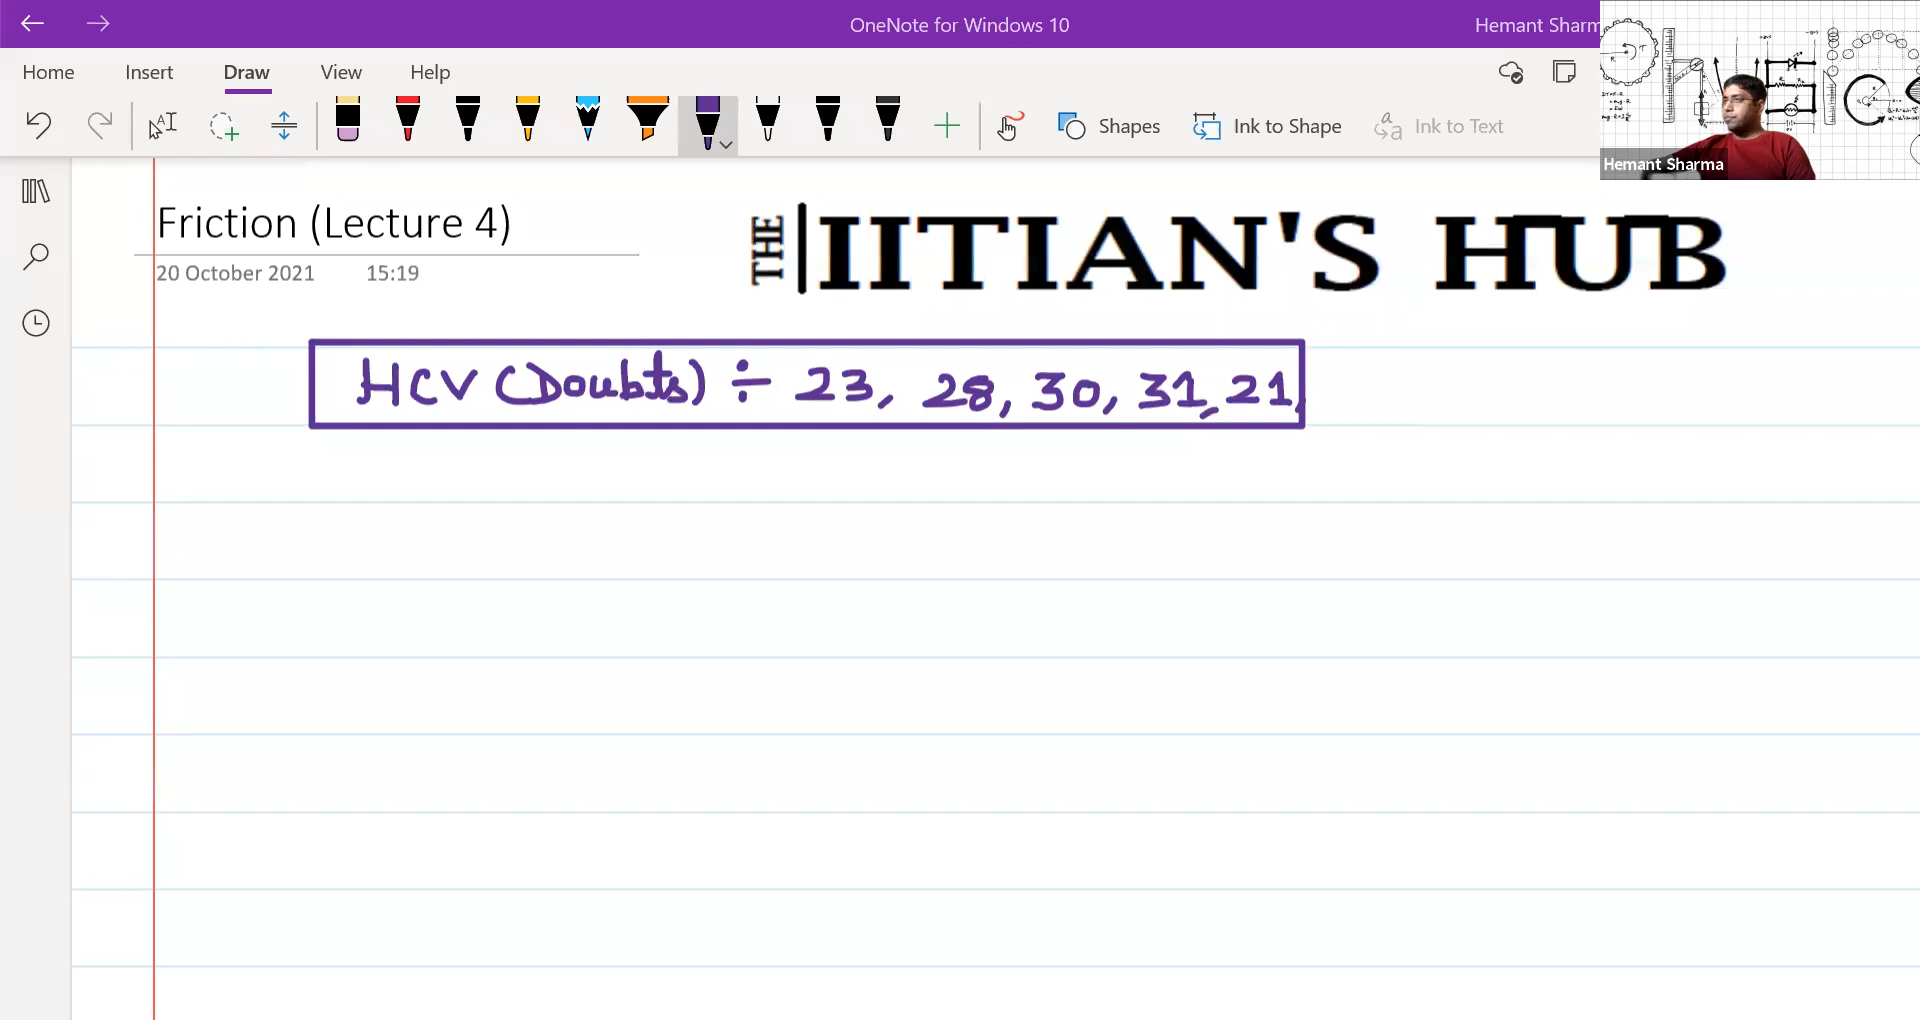 OneNote for Windows 10
Hemant Sharm
Home Insert Draw View Help
Shapes Ink to Shape Ink to Text
Hemant Sharma
Friction (Lecture 4)
20 October 2021 15:19
THE IITIAN'S HUB
HCV (Doubts) ÷ 23, 28, 30, 31, 21,